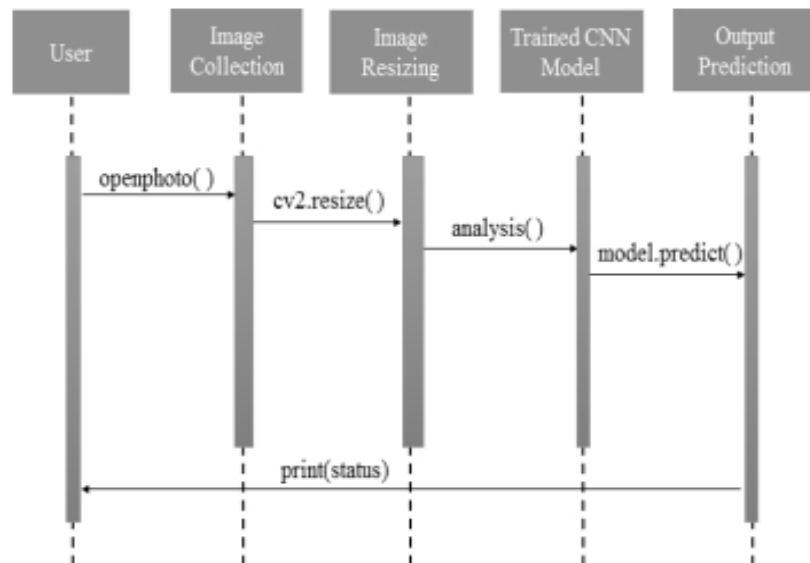 User
Image
Collection
Image
Resizing
Trained CNN
Model
Output
Prediction
openphoto( )
cv2.resize( )
analysis( )
model.predict( )
print(status)